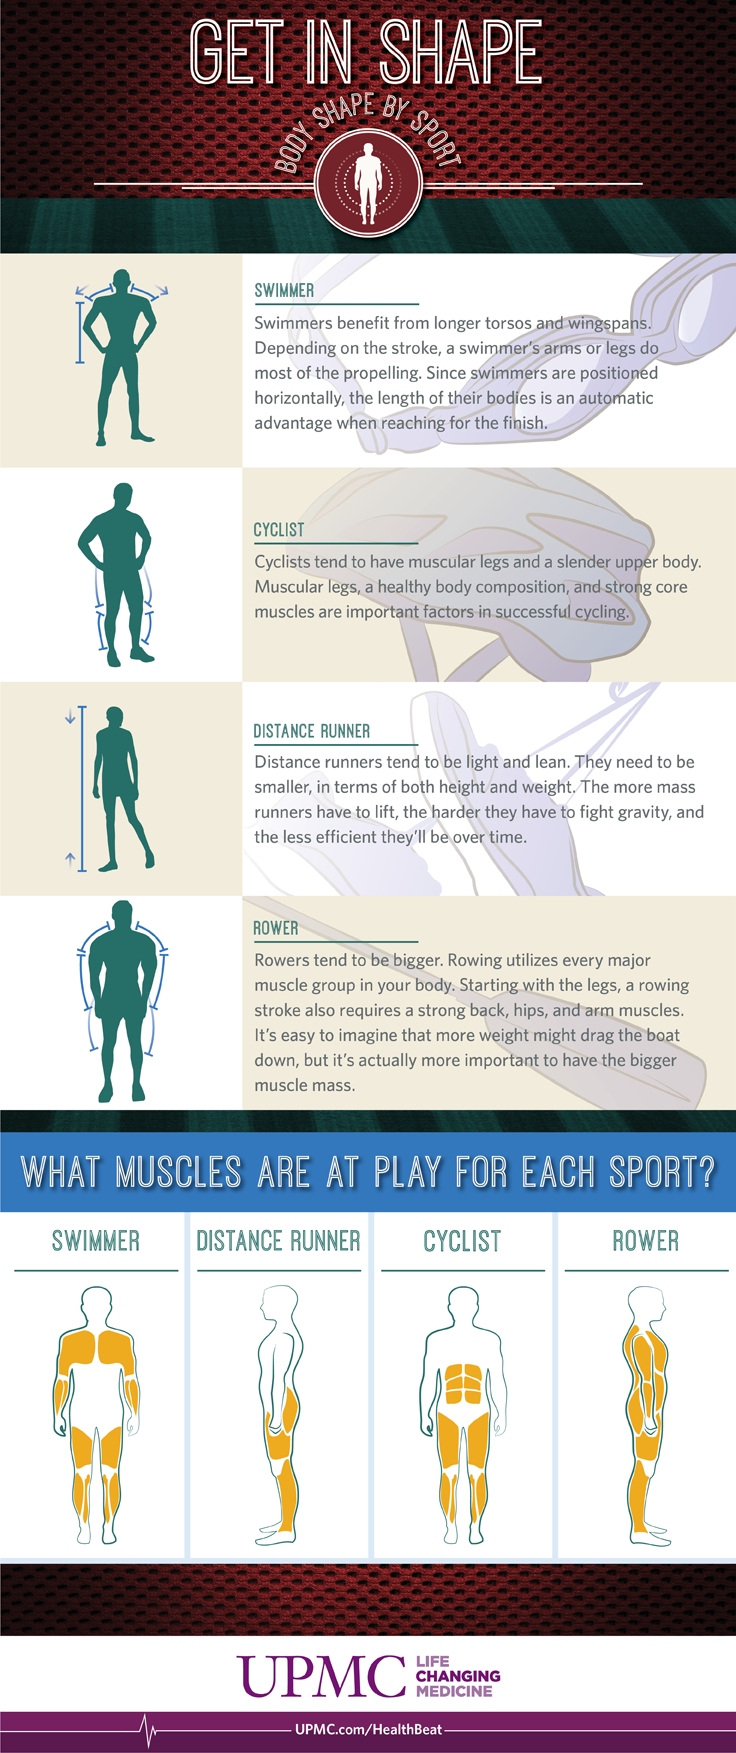 GET IN SHAPE
BODY SHAPE BY SPORT
SWIMMER
Swimmers benefit from longer torsos and wingspans.
Depending on the stroke, a swimmer's arms or legs do
most of the propelling. Since swimmers are positioned
horizontally, the length of their bodies is an automatic
advantage when reaching for the finish.
CYCLIST
Cyclists tend to have muscular legs and a slender upper body.
Muscular legs, a healthy body composition, and strong core
muscles are important factors in successful cycling.
DISTANCE RUNNER
Distance runners tend to be light and lean. They need to be
smaller, in terms of both height and weight. The more mass
runners have to lift, the harder they have to fight gravity, and
the less efficient they'll be over time.
ROWER
Rowers tend to be bigger. Rowing utilizes every major
muscle group in your body. Starting with the legs, a rowing
stroke also requires a strong back, hips, and arm muscles.
It's easy to imagine that more weight might drag the boat
down, but it's actually more important to have the bigger
muscle mass.
WHAT MUSCLES ARE AT PLAY FOR EACH SPORT?
SWIMMER
DISTANCE RUNNER
CYCLIST
ROWER
UPMC LIFE
CHANGING
MEDICINE
UPMC.com/HealthBeat